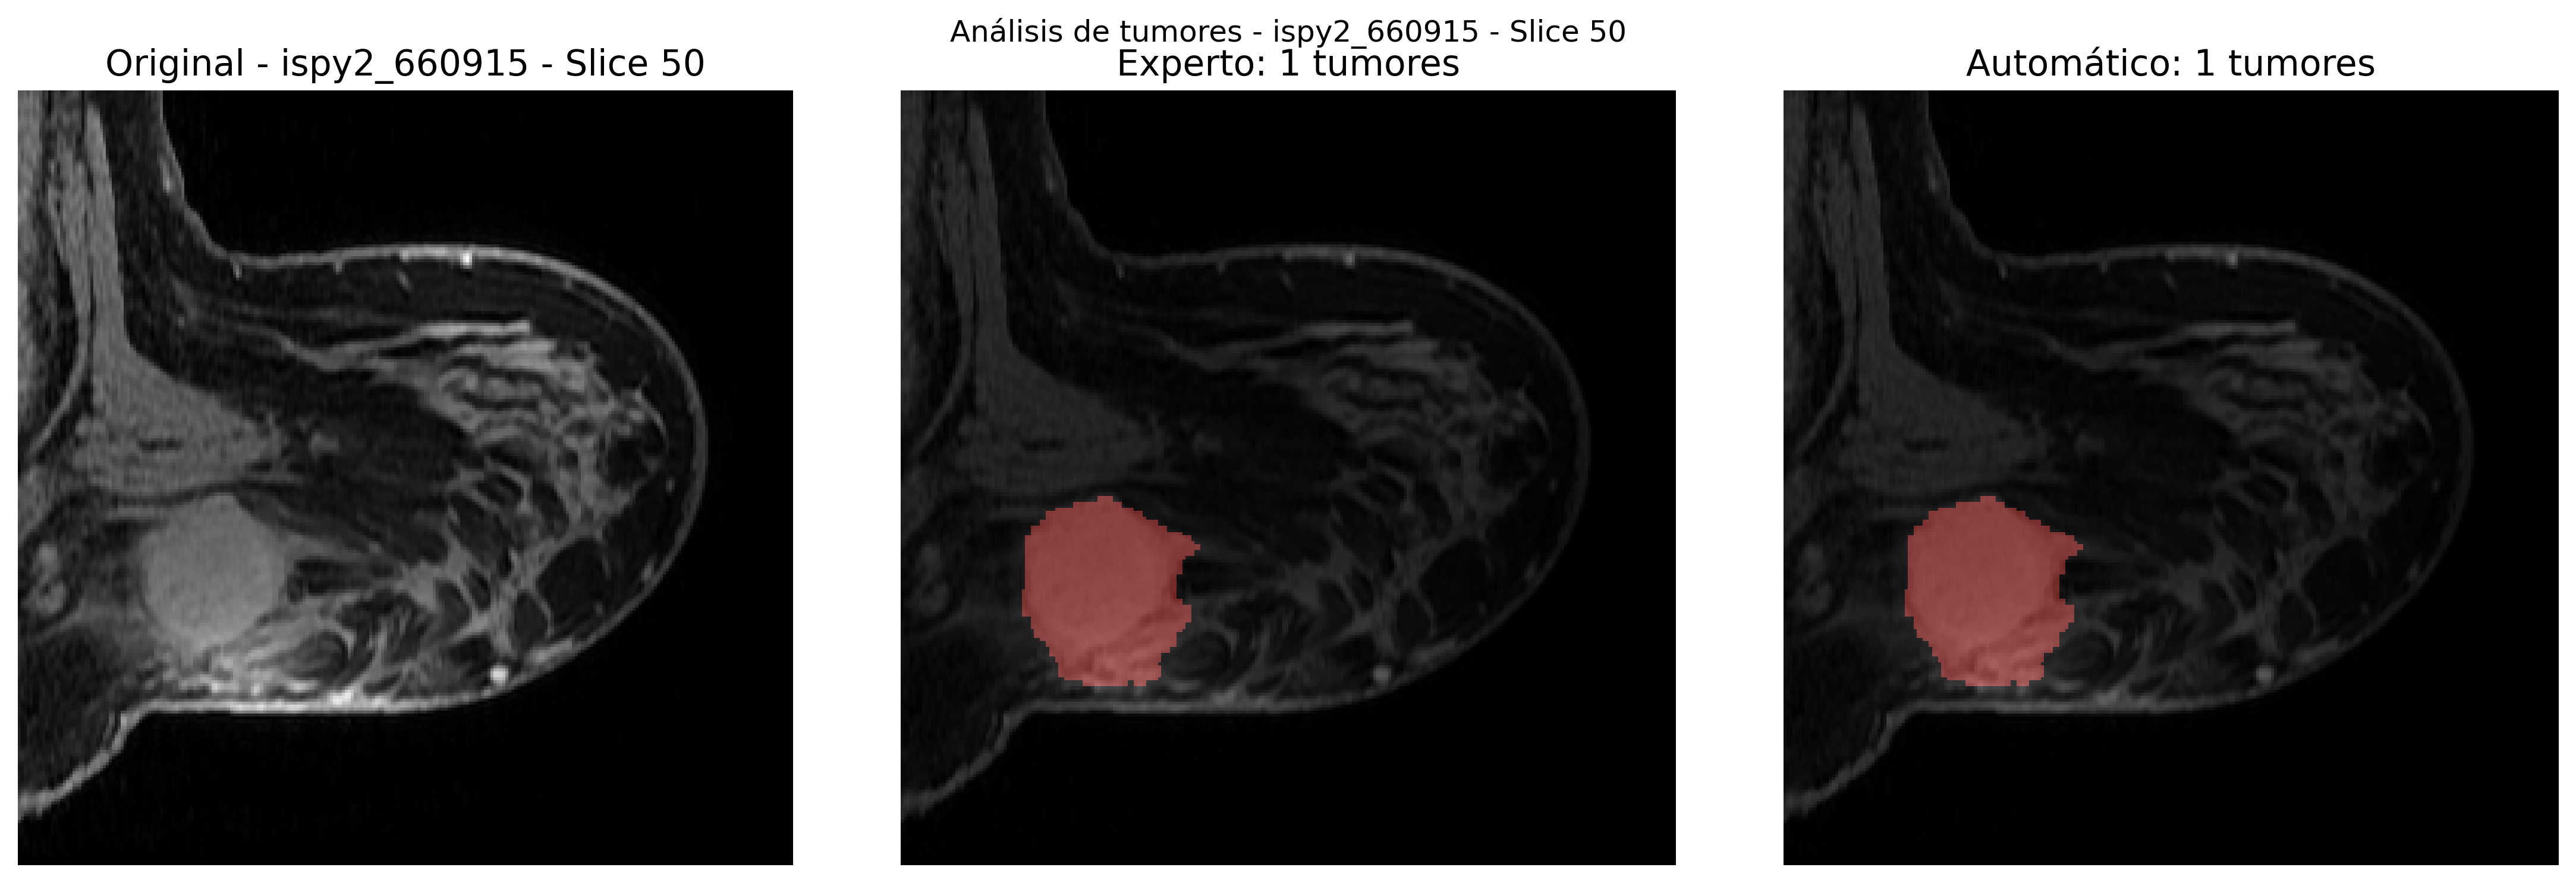 Análisis de tumores - ispy2_660915 - Slice 50
Original - ispy2_660915 - Slice 50
Experto: 1 tumores
Automático: 1 tumores